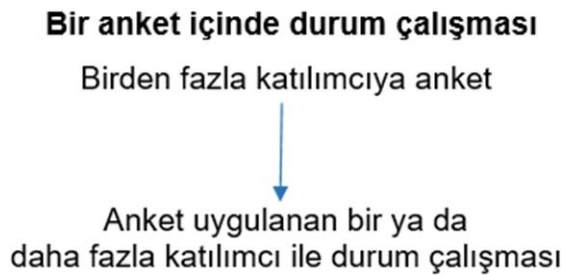 Bir anket içinde durum çalışması
Birden fazla katılımcıya anket
Anket uygulanan bir ya da
daha fazla katılımcı ile durum çalışması